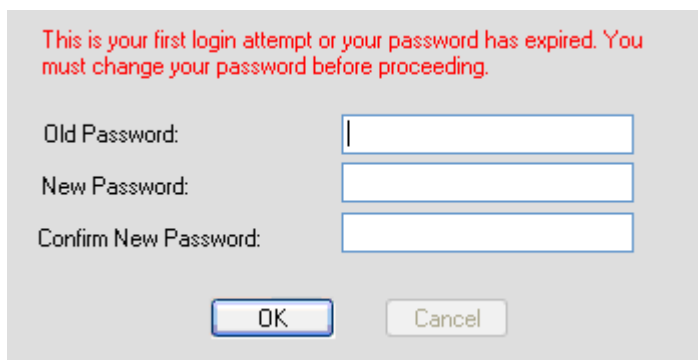 This is your first login attempt or your password has expired. You
must change your password before proceeding.
Old Password:
New Password:
Confirm New Password:
OK Cancel